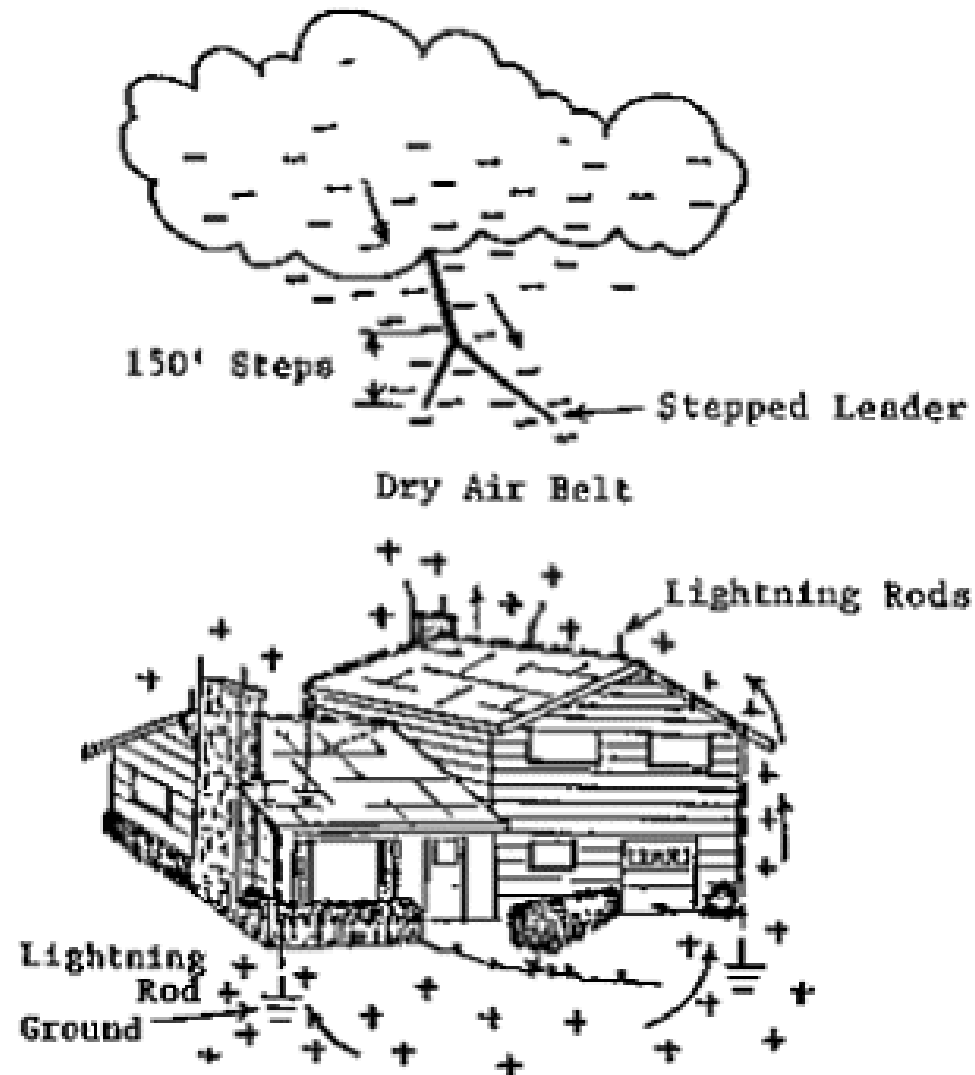 150' Steps
Stepped Leader
Dry Air Belt
Lightning Rods
Lightning
Rod
Ground